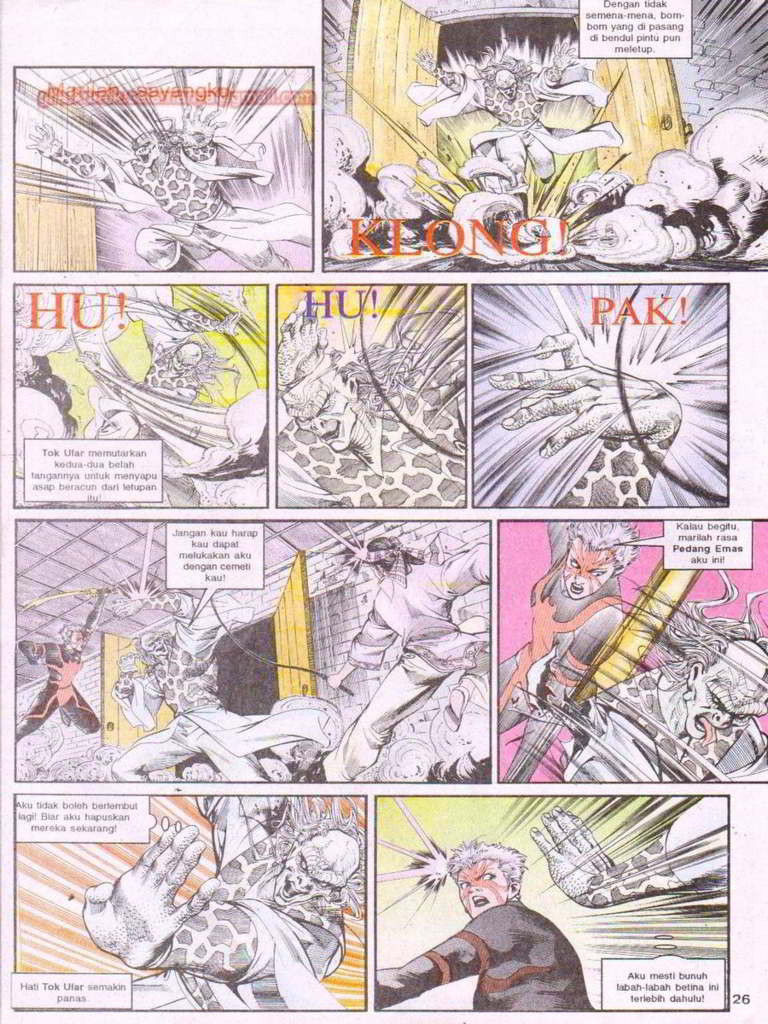 Dengan tidak
semena-mena, bom-
bom yang di pasang
di bendul pintu pun
meletup.
KLONG!
HU!
Tok Ular memutarkan
kedua-dua belah
tangannya untuk menyapu
asap beracun dari letupan
itu!
HU!
PAK!
Jangan kau harap
kau dapat
melukakan aku
dengan cemeti
kau!
Kalau begitu,
marilah rasa
Pedang Emas
aku ini!
Aku tidak boleh berlembut
lagi! Biar aku hapuskan
mereka sekarang!
Hati Tok Ular semakin
panas.
Aku mesti bunuh
labah-labah betina ini
terlebih dahulu!
26